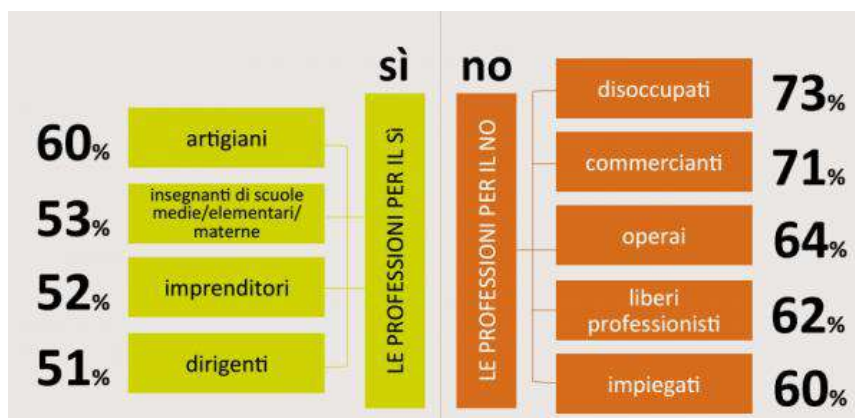 sì
LE PROFESSIONI PER IL SÌ
60%
artigiani
53%
insegnanti di scuole
medie/elementari/
materne
52%
imprenditori
51%
dirigenti
no
LE PROFESSIONI PER IL NO
disoccupati
73%
commercianti
71%
operai
64%
liberi
professionisti
62%
impiegati
60%